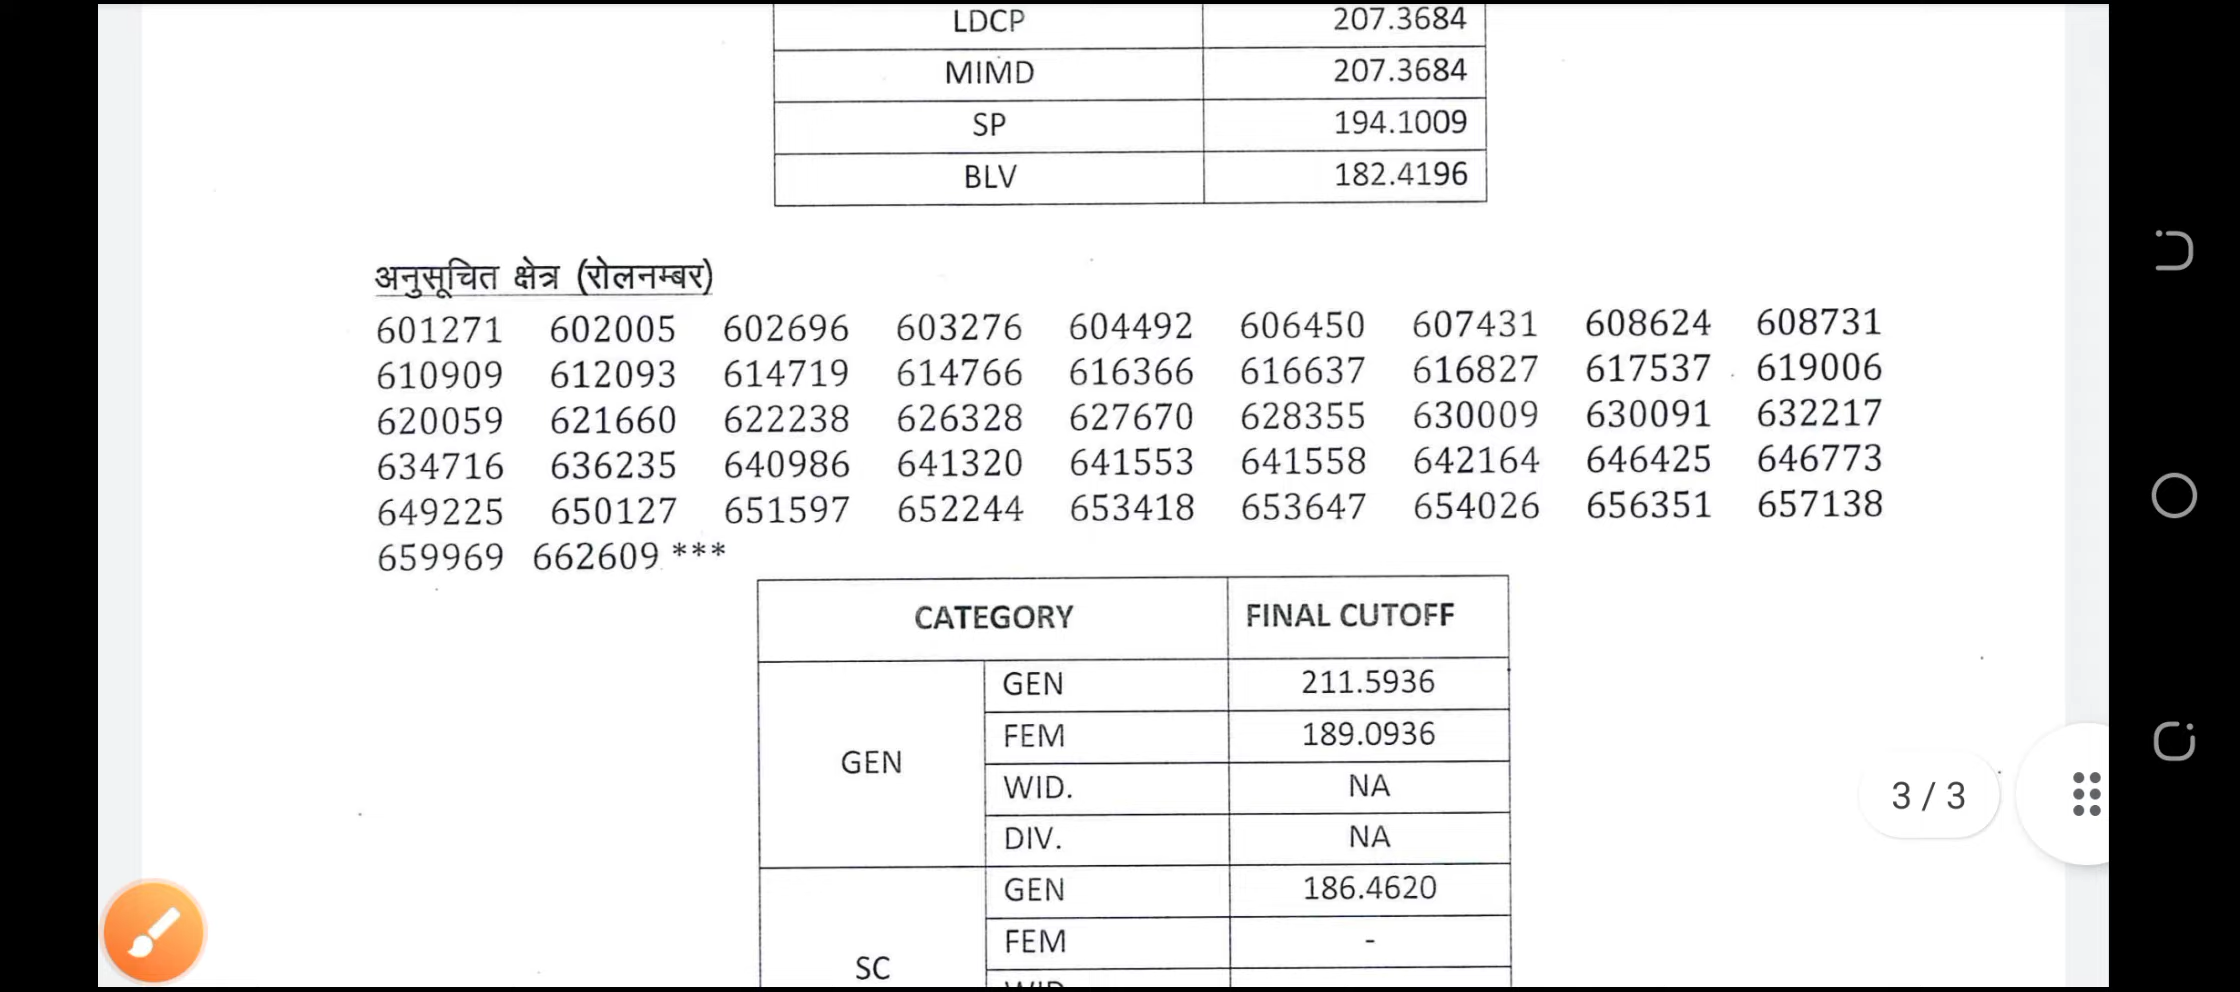 LDCP 207.3684
MIMD 207.3684
SP 194.1009
BLV 182.4196
अनुसूचित क्षेत्र (रोलनम्बर)
601271 602005 602696 603276 604492 606450 607431 608624 608731
610909 612093 614719 614766 616366 616637 616827 617537 619006
620059 621660 622238 626328 627670 628355 630009 630091 632217
634716 636235 640986 641320 641553 641558 642164 646425 646773
649225 650127 651597 652244 653418 653647 654026 656351 657138
659969 662609 ***
CATEGORY FINAL CUTOFF
GEN 211.5936
FEM 189.0936
GEN
WID. NA
DIV. NA
GEN 186.4620
FEM -
SC
3 / 3